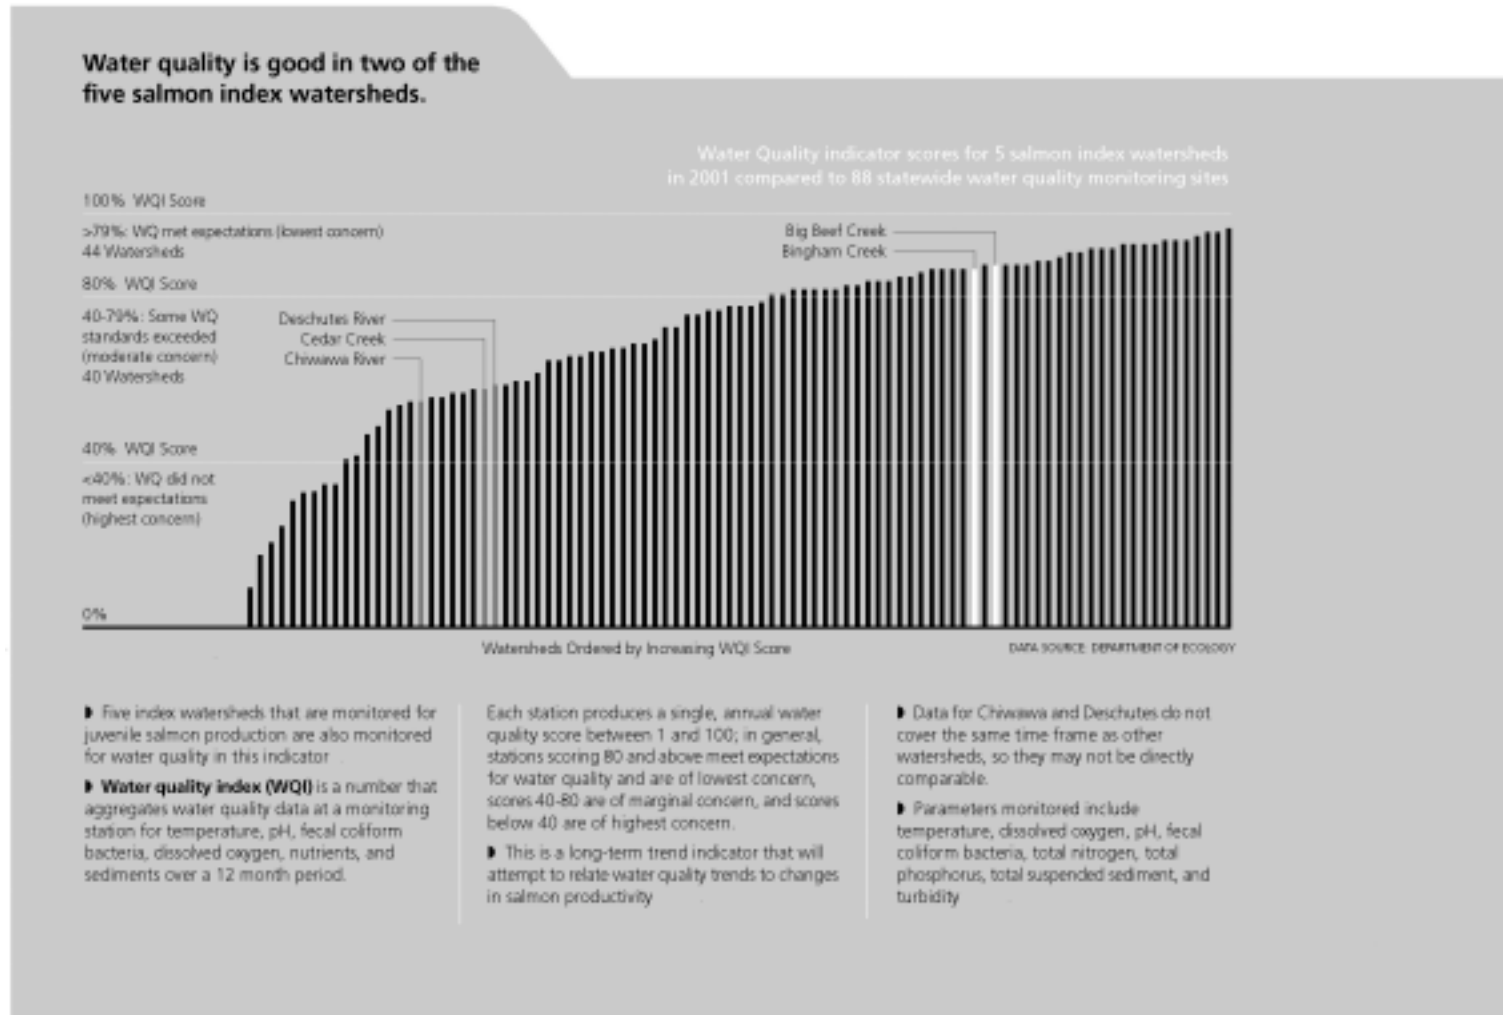 Water quality is good in two of the
five salmon index watersheds.
Water Quality indicator scores for 5 salmon index watersheds
in 2001 compared to 88 statewide water quality monitoring sites
100% WQI Score
>79%: WQ met expectations (lowest concern)
44 Watersheds
Big Beef Creek
Bingham Creek
80% WQI Score
40-79%: Some WQ
standards exceeded
(moderate concern)
40 Watersheds
Deschutes River
Cedar Creek
Chiwawa River
40% WQI Score
<40%: WQ did not
meet expectations
(highest concern)
0%
Watersheds Ordered by Increasing WQI Score
DATA SOURCE: DEPARTMENT OF ECOLOGY
◗ Five index watersheds that are monitored for
juvenile salmon production are also monitored
for water quality in this indicator
◗ Water quality index (WQI) is a number that
aggregates water quality data at a monitoring
station for temperature, pH, fecal coliform
bacteria, dissolved oxygen, nutrients, and
sediments over a 12 month period.
Each station produces a single, annual water
quality score between 1 and 100; in general,
stations scoring 80 and above meet expectations
for water quality and are of lowest concern,
scores 40-80 are of marginal concern, and scores
below 40 are of highest concern.
◗ This is a long-term trend indicator that will
attempt to relate water quality trends to changes
in salmon productivity
◗ Data for Chiwawa and Deschutes do not
cover the same time frame as other
watersheds, so they may not be directly
comparable.
◗ Parameters monitored include
temperature, dissolved oxygen, pH, fecal
coliform bacteria, total nitrogen, total
phosphorus, total suspended sediment, and
turbidity